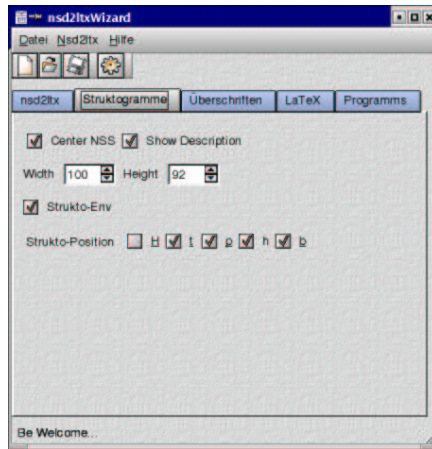 nsd2ltxWizard
Datei Nsd2ltx Hilfe
nsd2ltx Struktogramme Überschriften LaTeX Programms
Center NSS Show Description
Width 100 Height 92
Strukto-Env
Strukto-Position H t p h b
Be Welcome...